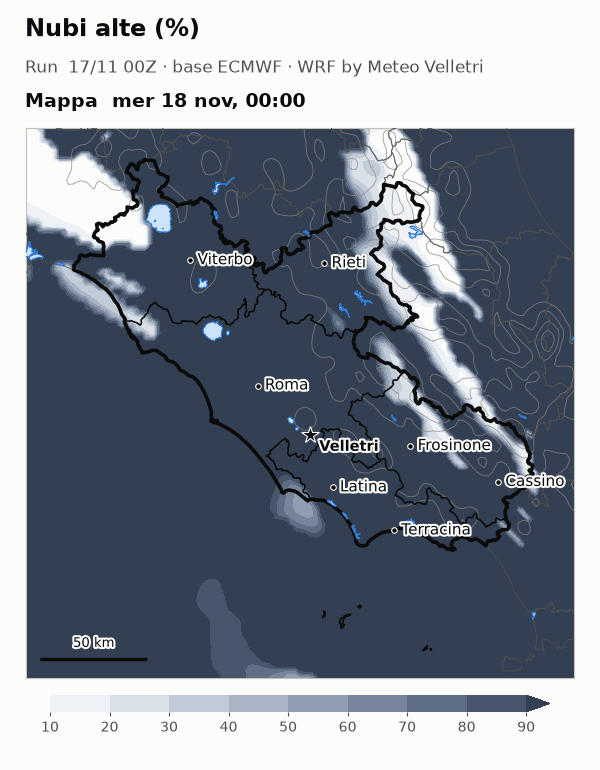 Nubi alte (%)
Run 17/11 00Z · base ECMWF · WRF by Meteo Velletri
Mappa mer 18 nov, 00:00
Viterbo
Rieti
Roma
Velletri
Frosinone
Cassino
Latina
Terracina
50 km
10 20 30 40 50 60 70 80 90